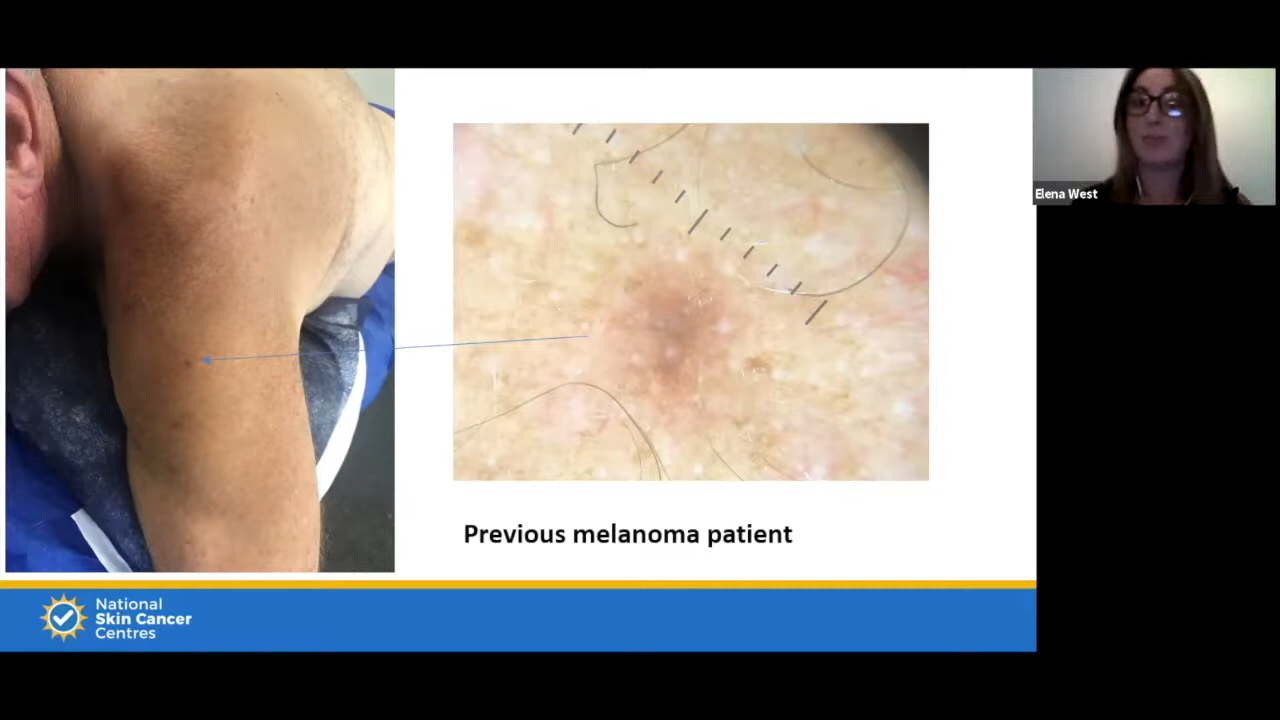 Elena West
Previous melanoma patient
National
Skin Cancer
Centres